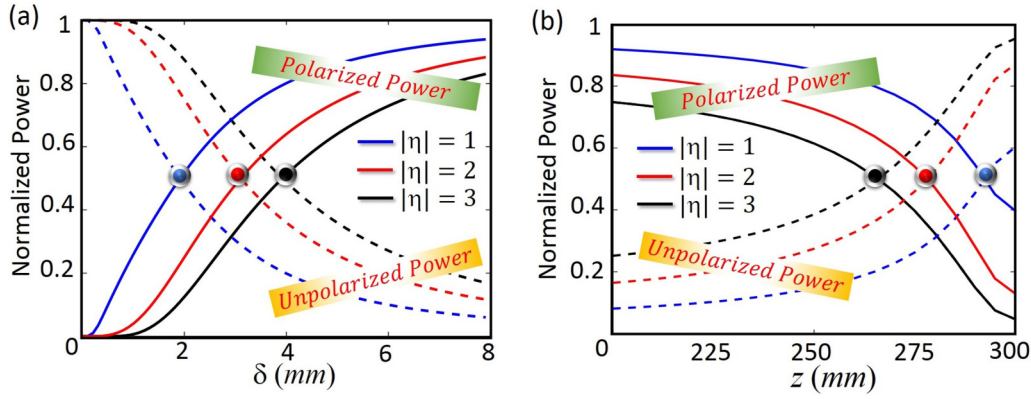 (a)
Normalized Power
1
0.8
0.6
0.4
0.2
0
2
4
6
8
δ (mm)
Polarized Power
|η| = 1
|η| = 2
|η| = 3
Unpolarized Power
(b)
Normalized Power
1
0.8
0.6
0.4
0.2
0
225
250
275
300
z (mm)
Polarized Power
|η| = 1
|η| = 2
|η| = 3
Unpolarized Power